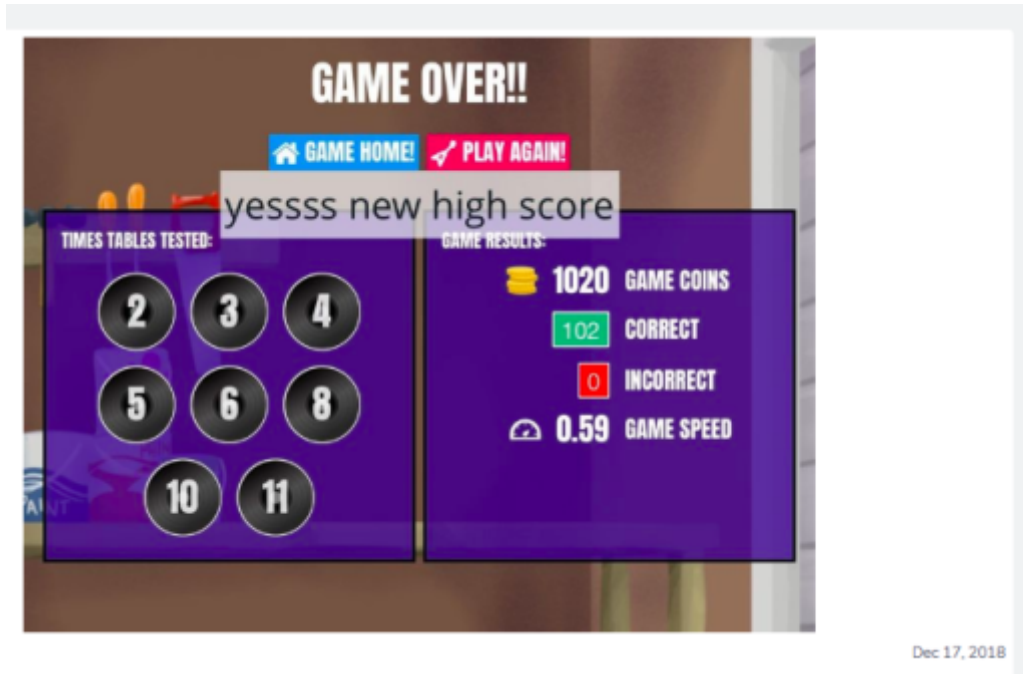 GAME OVER!!
GAME HOME! PLAY AGAIN!
yessss new high score
TIMES TABLES TESTED:
2 3 4
5 6 8
10 11
GAME RESULTS:
1020 GAME COINS
102 CORRECT
0 INCORRECT
0.59 GAME SPEED
Dec 17, 2018